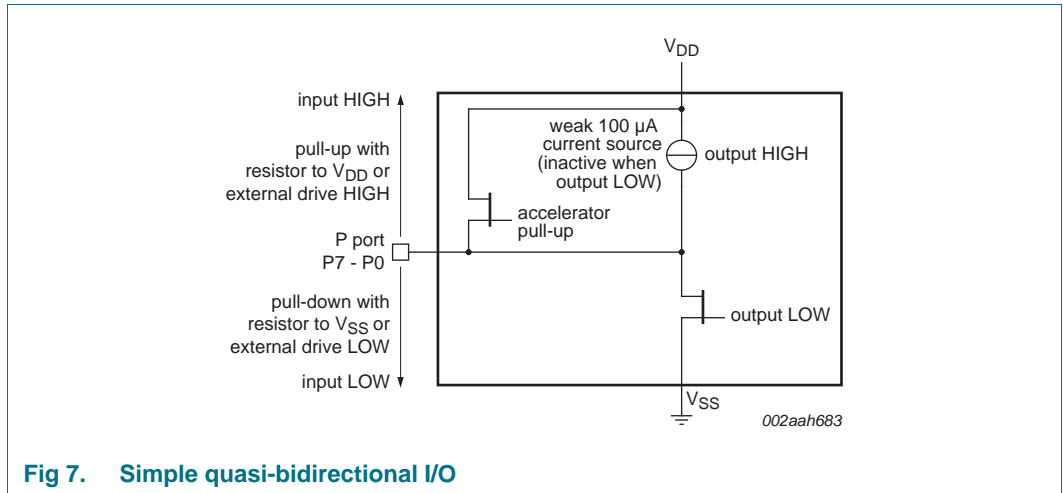 VDD
input HIGH
pull-up with
resistor to VDD or
external drive HIGH
P port
P7 - P0
pull-down with
resistor to VSS or
external drive LOW
input LOW
weak 100 µA
current source
(inactive when
output LOW)
output HIGH
accelerator
pull-up
output LOW
VSS
002aah683
Fig 7. Simple quasi-bidirectional I/O